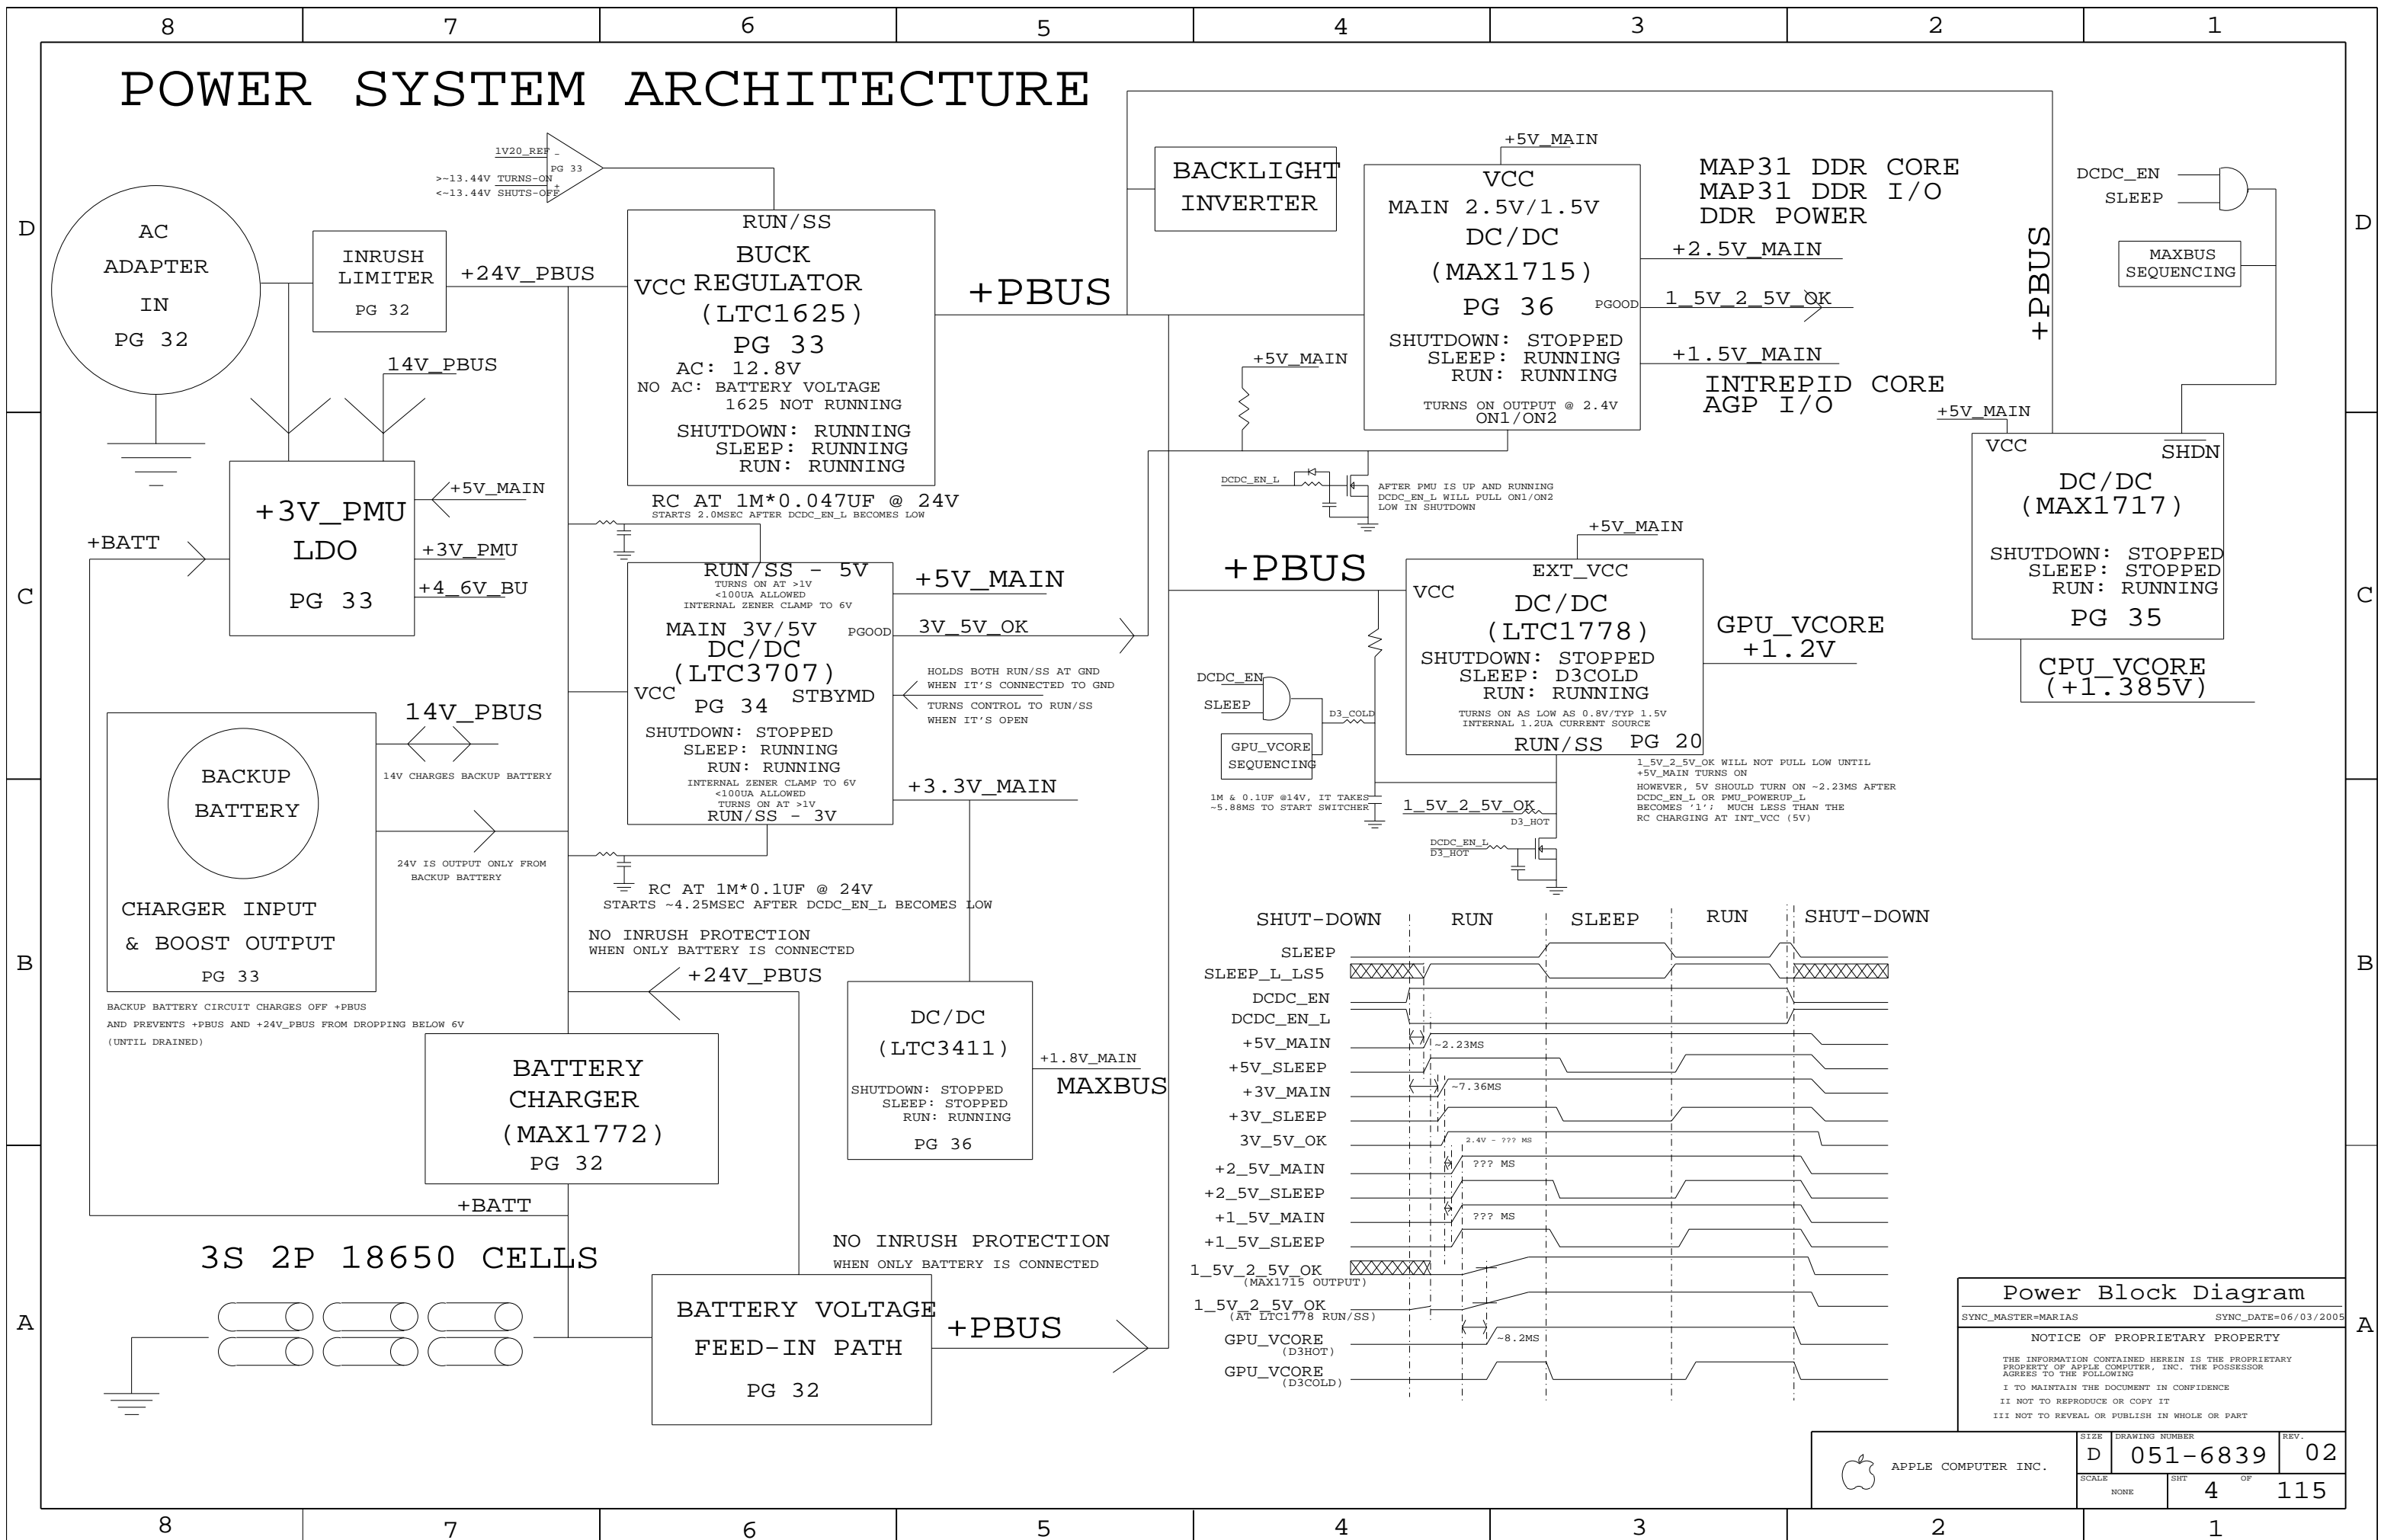 8 7 6 5 4 3 2 1
POWER SYSTEM ARCHITECTURE
D
C
B
A
AC
ADAPTER
IN
PG 32
INRUSH
LIMITER
PG 32
+24V_PBUS
1V20_REF
-
+
PG 33
>~13.44V TURNS-ON
<~13.44V SHUTS-OFF
RUN/SS
BUCK
VCC REGULATOR
(LTC1625)
PG 33
AC: 12.8V
NO AC: BATTERY VOLTAGE
1625 NOT RUNNING
SHUTDOWN: RUNNING
SLEEP: RUNNING
RUN: RUNNING
+PBUS
14V_PBUS
+3V_PMU
LDO
PG 33
+BATT
+5V_MAIN
+3V_PMU
+4_6V_BU
RC AT 1M*0.047UF @ 24V
STARTS 2.0MSEC AFTER DCDC_EN_L BECOMES LOW
RUN/SS - 5V
TURNS ON AT >1V
<100UA ALLOWED
INTERNAL ZENER CLAMP TO 6V
MAIN 3V/5V
PGOOD
DC/DC
(LTC3707)
VCC
STBYMD
PG 34
SHUTDOWN: STOPPED
SLEEP: RUNNING
RUN: RUNNING
INTERNAL ZENER CLAMP TO 6V
<100UA ALLOWED
TURNS ON AT >1V
RUN/SS - 3V
+5V_MAIN
3V_5V_OK
HOLDS BOTH RUN/SS AT GND
WHEN IT'S CONNECTED TO GND
TURNS CONTROL TO RUN/SS
WHEN IT'S OPEN
+3.3V_MAIN
RC AT 1M*0.1UF @ 24V
STARTS ~4.25MSEC AFTER DCDC_EN_L BECOMES LOW
14V_PBUS
14V CHARGES BACKUP BATTERY
BACKUP
BATTERY
24V IS OUTPUT ONLY FROM
BACKUP BATTERY
CHARGER INPUT
& BOOST OUTPUT
PG 33
BACKUP BATTERY CIRCUIT CHARGES OFF +PBUS
AND PREVENTS +PBUS AND +24V_PBUS FROM DROPPING BELOW 6V
(UNTIL DRAINED)
NO INRUSH PROTECTION
WHEN ONLY BATTERY IS CONNECTED
+24V_PBUS
BATTERY
CHARGER
(MAX1772)
PG 32
+BATT
DC/DC
(LTC3411)
SHUTDOWN: STOPPED
SLEEP: STOPPED
RUN: RUNNING
PG 36
+1.8V_MAIN
MAXBUS
3S 2P 18650 CELLS
NO INRUSH PROTECTION
WHEN ONLY BATTERY IS CONNECTED
BATTERY VOLTAGE
FEED-IN PATH
PG 32
+PBUS
BACKLIGHT
INVERTER
+5V_MAIN
VCC
MAIN 2.5V/1.5V
DC/DC
(MAX1715)
PG 36
PGOOD
SHUTDOWN: STOPPED
SLEEP: RUNNING
RUN: RUNNING
TURNS ON OUTPUT @ 2.4V
ON1/ON2
MAP31 DDR CORE
MAP31 DDR I/O
DDR POWER
+2.5V_MAIN
1_5V_2_5V_OK
+1.5V_MAIN
INTREPID CORE
AGP I/O
+PBUS
DCDC_EN
SLEEP
MAXBUS
SEQUENCING
+5V_MAIN
VCC
SHDN
DC/DC
(MAX1717)
SHUTDOWN: STOPPED
SLEEP: STOPPED
RUN: RUNNING
PG 35
CPU_VCORE
(+1.385V)
+5V_MAIN
DCDC_EN_L
AFTER PMU IS UP AND RUNNING
DCDC_EN_L WILL PULL ON1/ON2
LOW IN SHUTDOWN
+5V_MAIN
+PBUS
EXT_VCC
VCC
DC/DC
(LTC1778)
SHUTDOWN: STOPPED
SLEEP: D3COLD
RUN: RUNNING
TURNS ON AS LOW AS 0.8V/TYP 1.5V
INTERNAL 1.2UA CURRENT SOURCE
RUN/SS PG 20
GPU_VCORE
+1.2V
DCDC_EN
SLEEP
D3_COLD
GPU_VCORE
SEQUENCING
1M & 0.1UF @14V, IT TAKES
~5.88MS TO START SWITCHER
1_5V_2_5V_OK
D3_HOT
DCDC_EN_L
D3_HOT
1_5V_2_5V_OK WILL NOT PULL LOW UNTIL
+5V_MAIN TURNS ON
HOWEVER, 5V SHOULD TURN ON ~2.23MS AFTER
DCDC_EN_L OR PMU_POWERUP_L
BECOMES '1'; MUCH LESS THAN THE
RC CHARGING AT INT_VCC (5V)
SHUT-DOWN RUN SLEEP RUN SHUT-DOWN
SLEEP
SLEEP_L_LS5
DCDC_EN
DCDC_EN_L
+5V_MAIN
~2.23MS
+5V_SLEEP
+3V_MAIN
~7.36MS
+3V_SLEEP
3V_5V_OK
2.4V - ??? MS
+2_5V_MAIN
??? MS
+2_5V_SLEEP
+1_5V_MAIN
??? MS
+1_5V_SLEEP
1_5V_2_5V_OK
(MAX1715 OUTPUT)
1_5V_2_5V_OK
(AT LTC1778 RUN/SS)
GPU_VCORE
(D3HOT)
~8.2MS
GPU_VCORE
(D3COLD)
Power Block Diagram
SYNC_MASTER=MARIAS SYNC_DATE=06/03/2005
NOTICE OF PROPRIETARY PROPERTY
THE INFORMATION CONTAINED HEREIN IS THE PROPRIETARY
PROPERTY OF APPLE COMPUTER, INC. THE POSSESSOR
AGREES TO THE FOLLOWING
I TO MAINTAIN THE DOCUMENT IN CONFIDENCE
II NOT TO REPRODUCE OR COPY IT
III NOT TO REVEAL OR PUBLISH IN WHOLE OR PART
APPLE COMPUTER INC.
SIZE
D
DRAWING NUMBER
051-6839
REV.
02
SCALE
NONE
SHT
4
OF
115
D
C
B
A
8 7 6 5 4 3 2 1